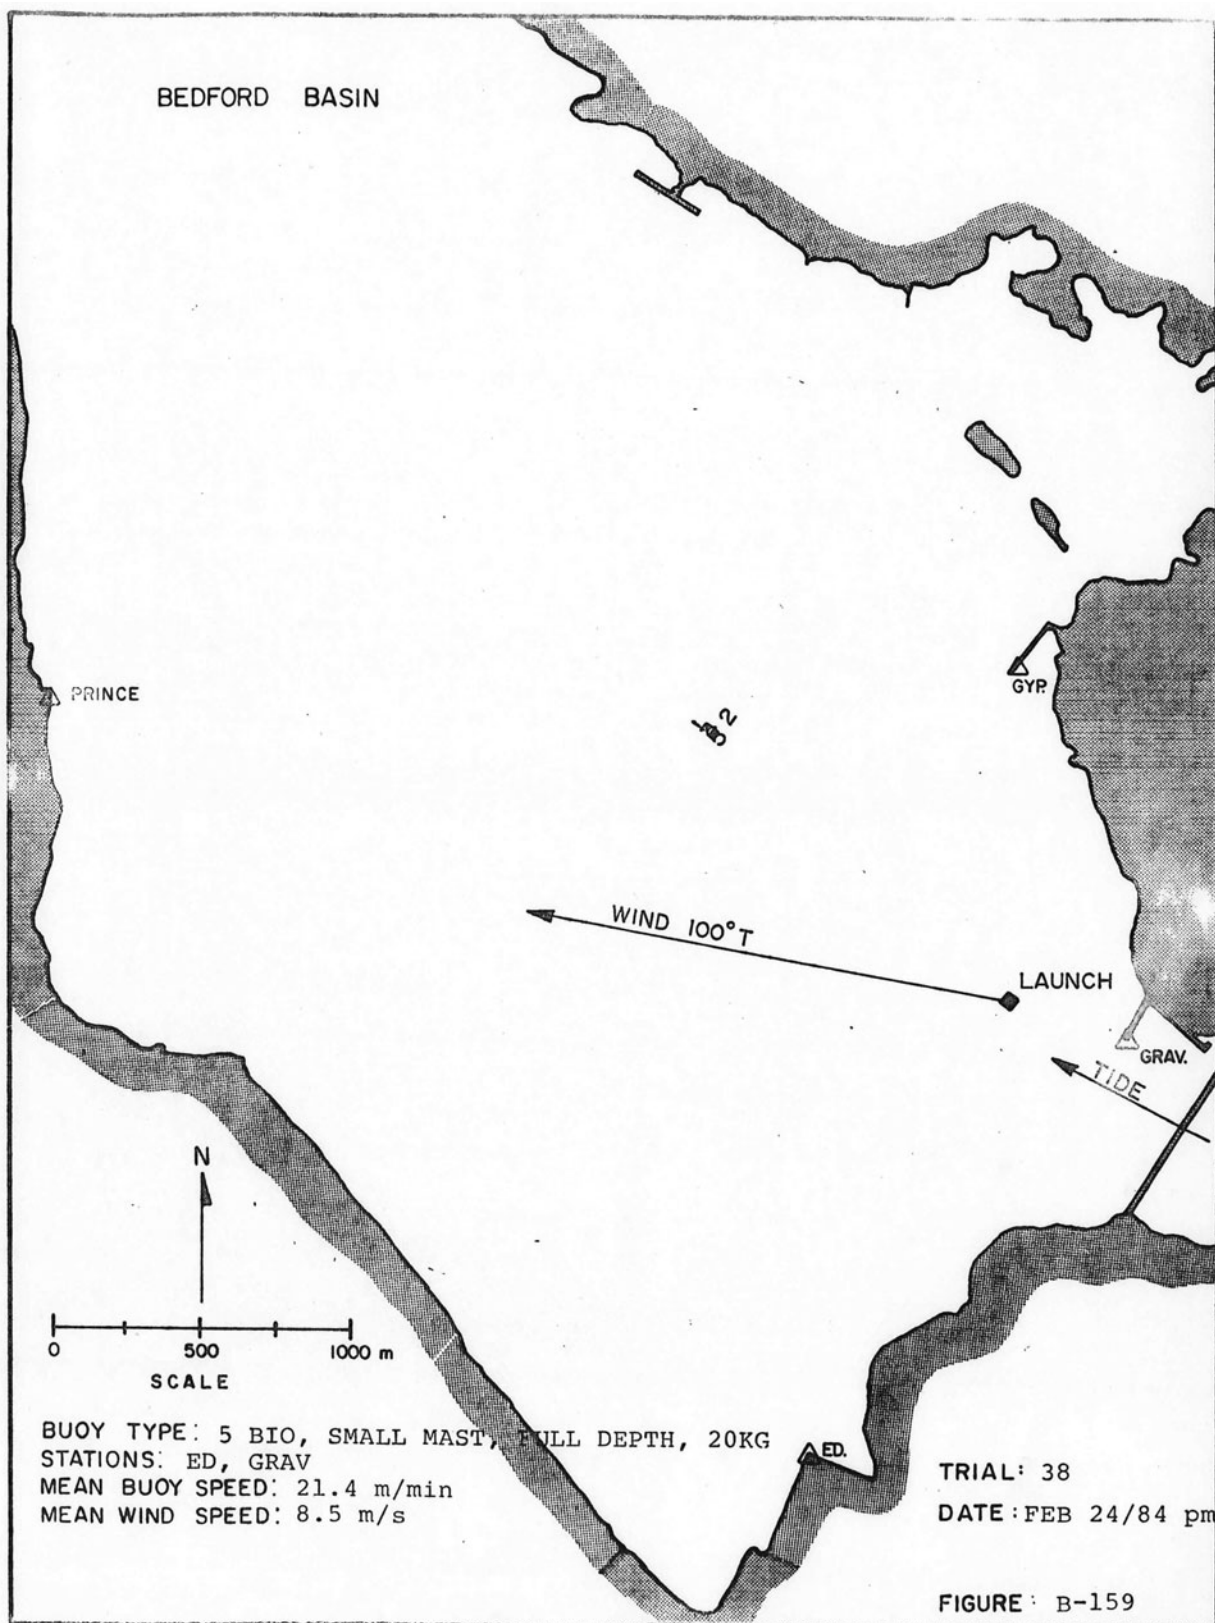 BEDFORD BASIN
PRINCE
GYP.
2
WIND 100°T
LAUNCH
GRAV.
TIDE
N
0 500 1000 m
SCALE
ED.
BUOY TYPE: 5 BIO, SMALL MAST, FULL DEPTH, 20KG
STATIONS: ED, GRAV
MEAN BUOY SPEED: 21.4 m/min
MEAN WIND SPEED: 8.5 m/s
TRIAL: 38
DATE: FEB 24/84 pm
FIGURE: B-159